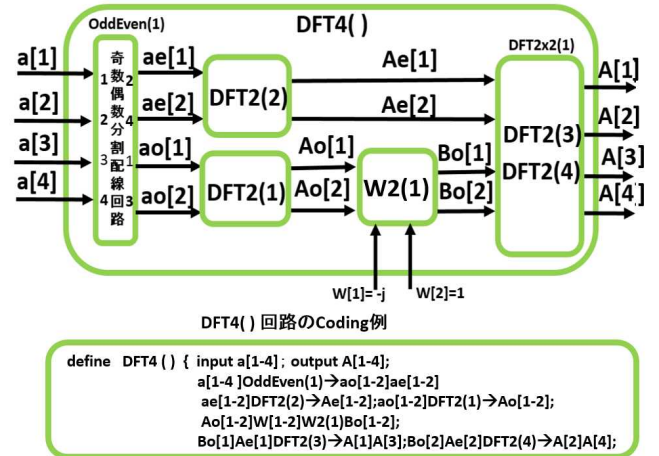 DFT4( )
OddEven(1)
DFT2x2(1)
a[1]
a[2]
a[3]
a[4]
1
2
3
4
奇数偶数分割配線回路
2
4
1
3
ae[1]
ae[2]
ao[1]
ao[2]
DFT2(2)
DFT2(1)
Ae[1]
Ae[2]
Ao[1]
Ao[2]
W2(1)
Bo[1]
Bo[2]
DFT2(3)
DFT2(4)
A[1]
A[2]
A[3]
A[4]
W[1]= -j
W[2]=1
DFT4( ) 回路のCoding例
define DFT4 ( ) { input a[1-4] ; output A[1-4];
a[1-4 ]OddEven(1)→ao[1-2]ae[1-2]
ae[1-2]DFT2(2)→Ae[1-2];ao[1-2]DFT2(1)→Ao[1-2];
Ao[1-2]W[1-2]W2(1)Bo[1-2];
Bo[1]Ae[1]DFT2(3)→A[1]A[3];Bo[2]Ae[2]DFT2(4)→A[2]A[4];